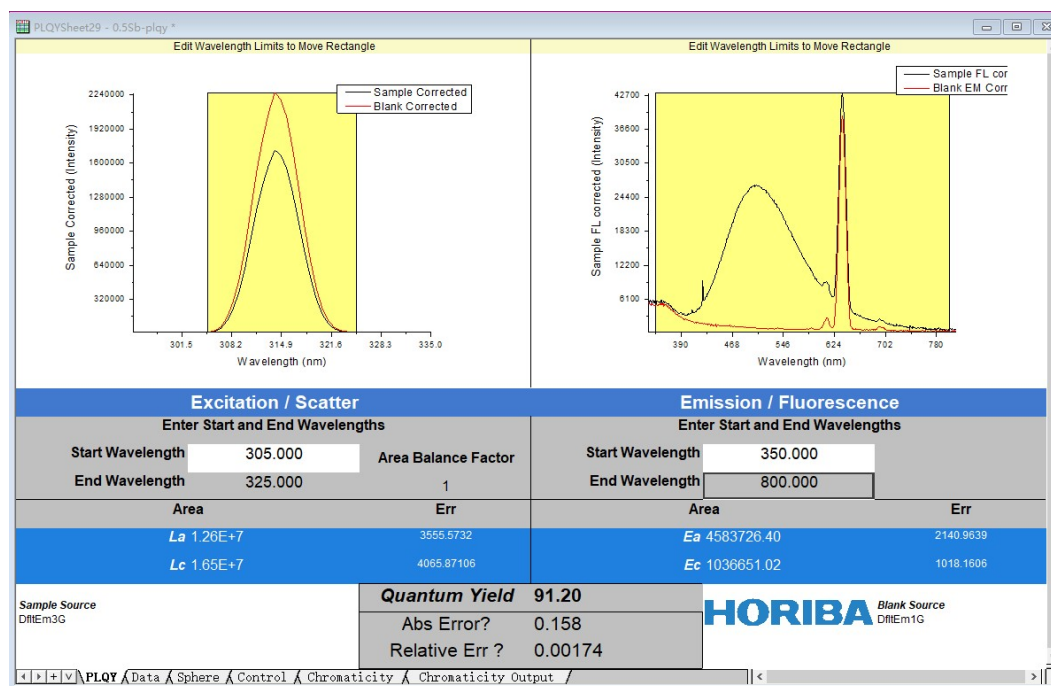 PLQYSheet29 - 0.5Sb-plqy *
Edit Wavelength Limits to Move Rectangle
Edit Wavelength Limits to Move Rectangle
Sample Corrected
Blank Corrected
Sample Corrected (Intensity)
2240000
1920000
1600000
1280000
960000
640000
320000
301.5 308.2 314.9 321.6 328.3 335.0
Wavelength (nm)
Sample FL cor
Blank EM Corr
Sample FL corrected (Intensity)
42700
36600
30500
24400
18300
12200
6100
390 468 546 624 702 780
Wavelength (nm)
Excitation / Scatter
Enter Start and End Wavelengths
Start Wavelength 305.000 Area Balance Factor
End Wavelength 325.000 1
Area Err
La 1.26E+7 3555.5732
Lc 1.65E+7 4065.87106
Emission / Fluorescence
Enter Start and End Wavelengths
Start Wavelength 350.000
End Wavelength 800.000
Area Err
Ea 4583726.40 2140.9639
Ec 1036651.02 1018.1606
Sample Source
DfltEm3G
Quantum Yield 91.20
Abs Error? 0.158
Relative Err ? 0.00174
HORIBA
Blank Source
DfltEm1G
PLQY Data Sphere Control Chromaticity Chromaticity Output